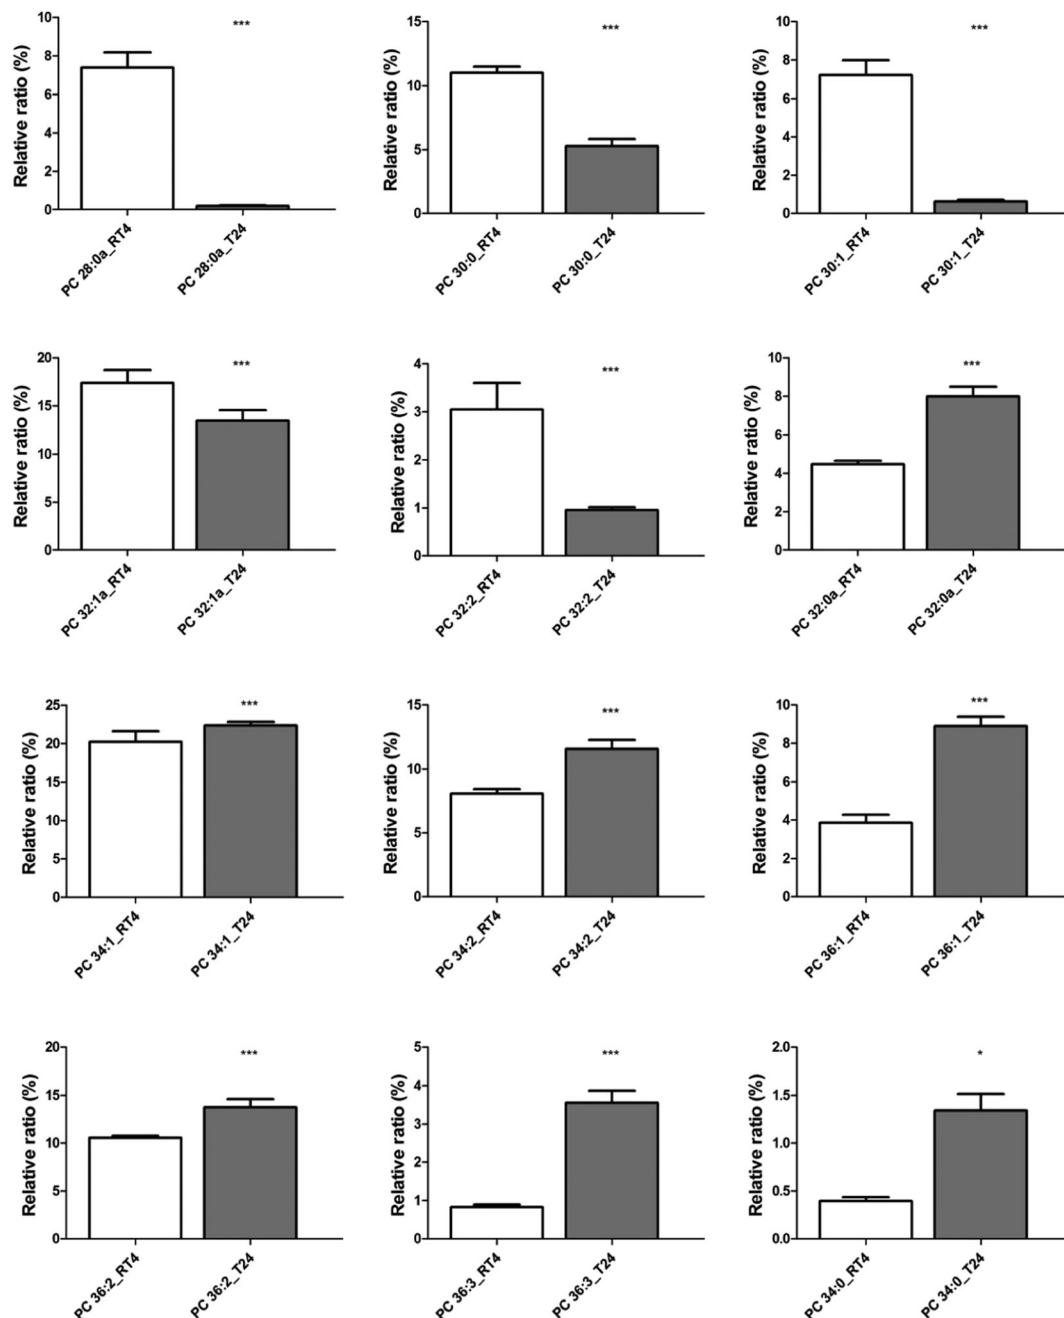 10
8
6
4
2
0
Relative ratio (%)
***
PC 28:0a_RT4
PC 28:0a_T24
15
10
5
0
Relative ratio (%)
***
PC 30:0_RT4
PC 30:0_T24
10
8
6
4
2
0
Relative ratio (%)
***
PC 30:1_RT4
PC 30:1_T24
20
15
10
5
0
Relative ratio (%)
***
PC 32:1a_RT4
PC 32:1a_T24
4
3
2
1
0
Relative ratio (%)
***
PC 32:2_RT4
PC 32:2_T24
10
8
6
4
2
0
Relative ratio (%)
***
PC 32:0a_RT4
PC 32:0a_T24
25
20
15
10
5
0
Relative ratio (%)
***
PC 34:1_RT4
PC 34:1_T24
15
10
5
0
Relative ratio (%)
***
PC 34:2_RT4
PC 34:2_T24
10
8
6
4
2
0
Relative ratio (%)
***
PC 36:1_RT4
PC 36:1_T24
20
15
10
5
0
Relative ratio (%)
***
PC 36:2_RT4
PC 36:2_T24
5
4
3
2
1
0
Relative ratio (%)
***
PC 36:3_RT4
PC 36:3_T24
2.0
1.5
1.0
0.5
0.0
Relative ratio (%)
*
PC 34:0_RT4
PC 34:0_T24